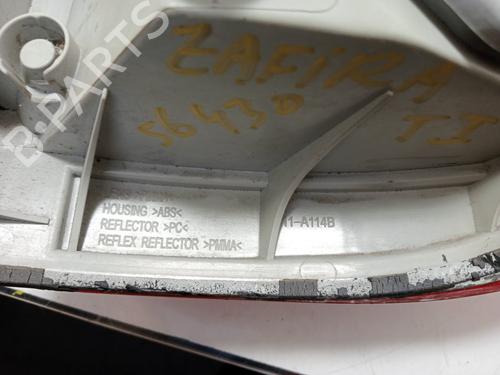 B-PARTS
ZAFiRA
56430
TI
HOUSING >ABS<
REFLECTOR >PC<
REFLEX REFLECTOR >PMMA<
A1-A114B